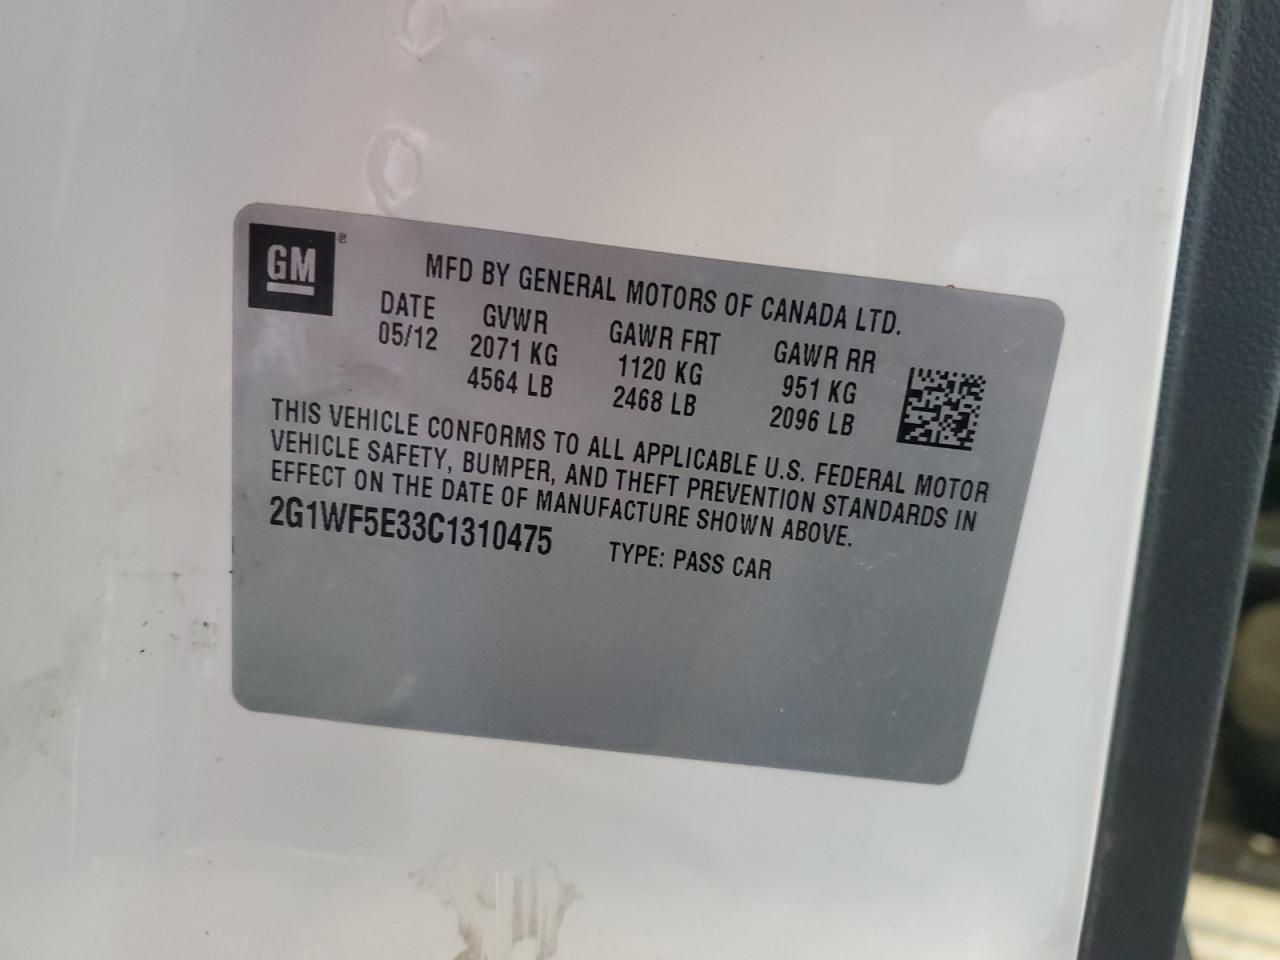 GM ®
MFD BY GENERAL MOTORS OF CANADA LTD.
DATE GVWR GAWR FRT GAWR RR
05/12 2071 KG 1120 KG 951 KG
4564 LB 2468 LB 2096 LB
THIS VEHICLE CONFORMS TO ALL APPLICABLE U.S. FEDERAL MOTOR
VEHICLE SAFETY, BUMPER, AND THEFT PREVENTION STANDARDS IN
EFFECT ON THE DATE OF MANUFACTURE SHOWN ABOVE.
2G1WF5E33C1310475 TYPE: PASS CAR